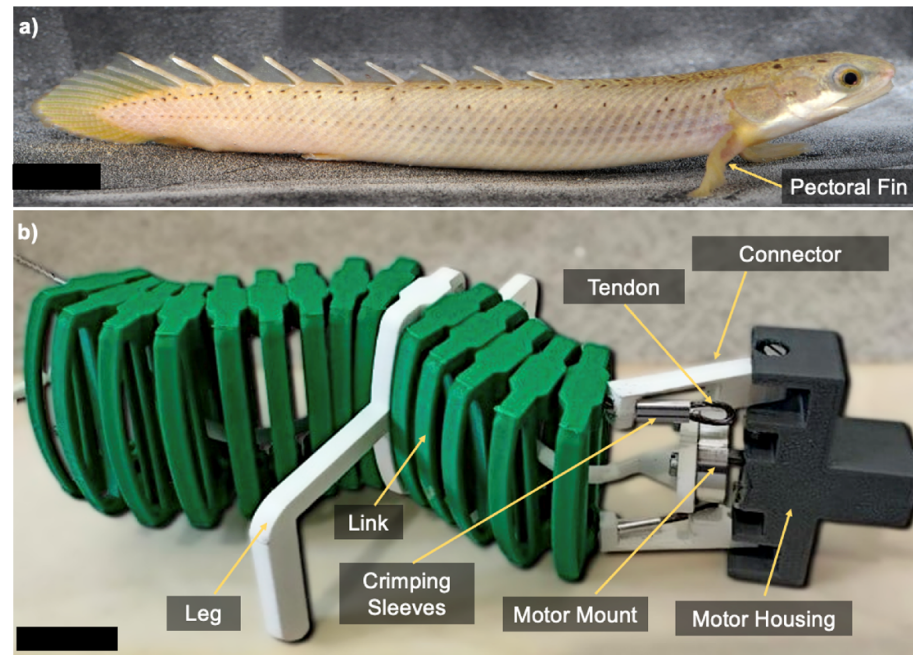 a)
Pectoral Fin
b)
Connector
Tendon
Link
Crimping
Sleeves
Leg
Motor Mount
Motor Housing